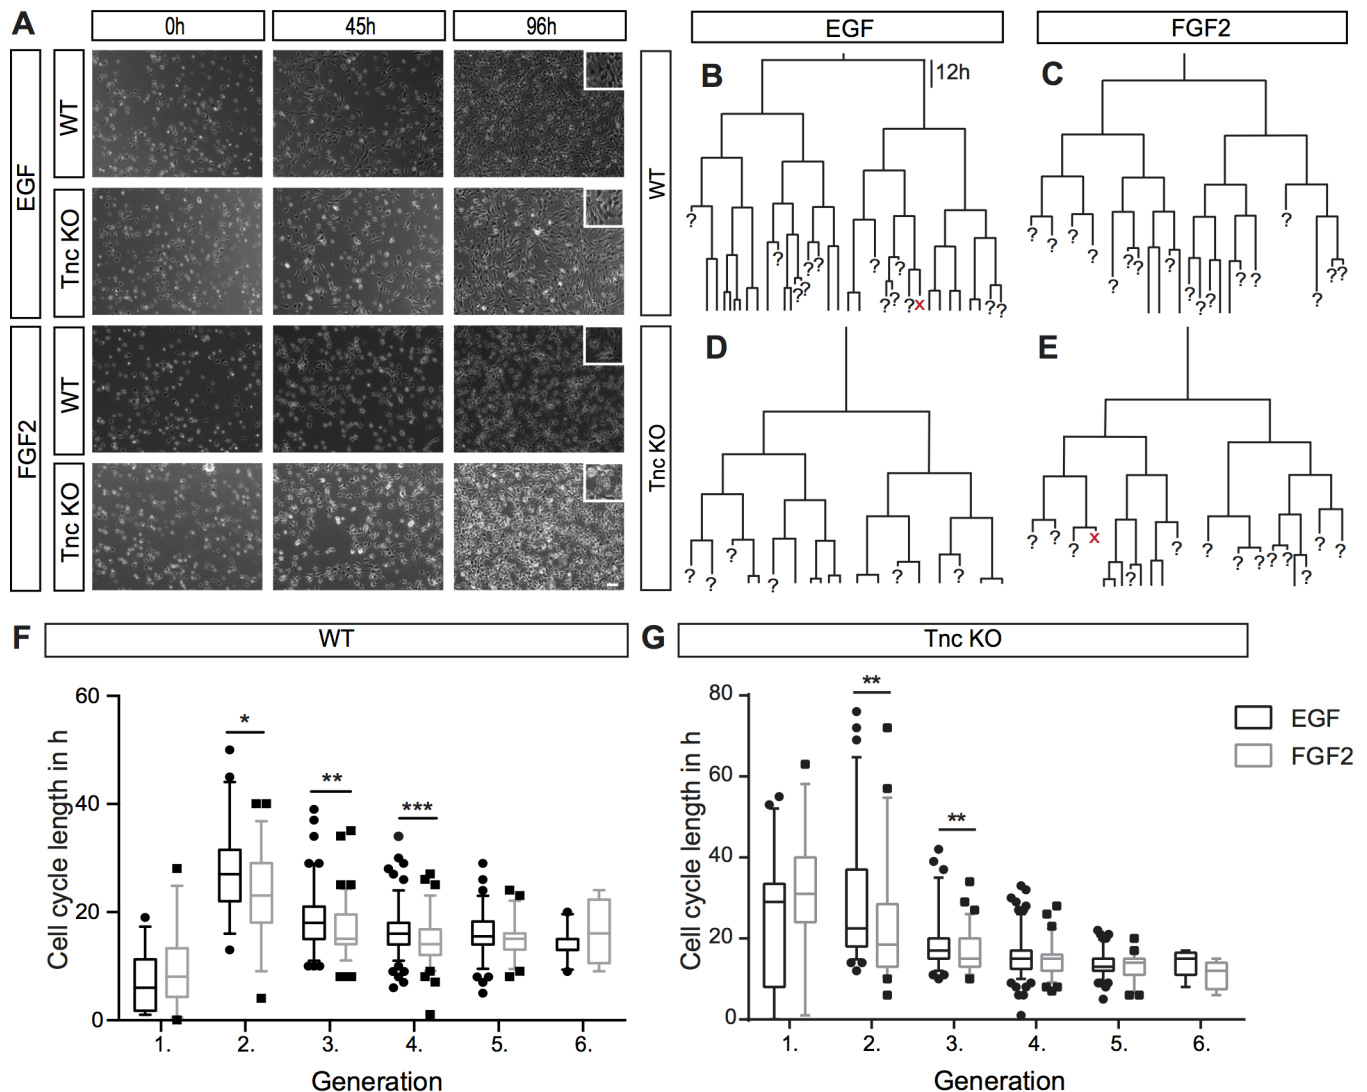 A
0h
45h
96h
EGF
WT
Tnc KO
FGF2
WT
Tnc KO
EGF
FGF2
WT
B
12h
C
? ? ? ? ? ? ? ? ? ? ? ? x ? ?
? ? ? ? ? ? ? ? ? ? ? ? ? ? ? ?
Tnc KO
D
E
? ? ? ? ? ?
? ? ? x ? ? ? ? ? ? ? ? ? ?
F
WT
Cell cycle length in h
60
40
20
0
*
**
***
1. 2. 3. 4. 5. 6.
Generation
G
Tnc KO
Cell cycle length in h
80
60
40
20
0
**
**
1. 2. 3. 4. 5. 6.
Generation
EGF
FGF2